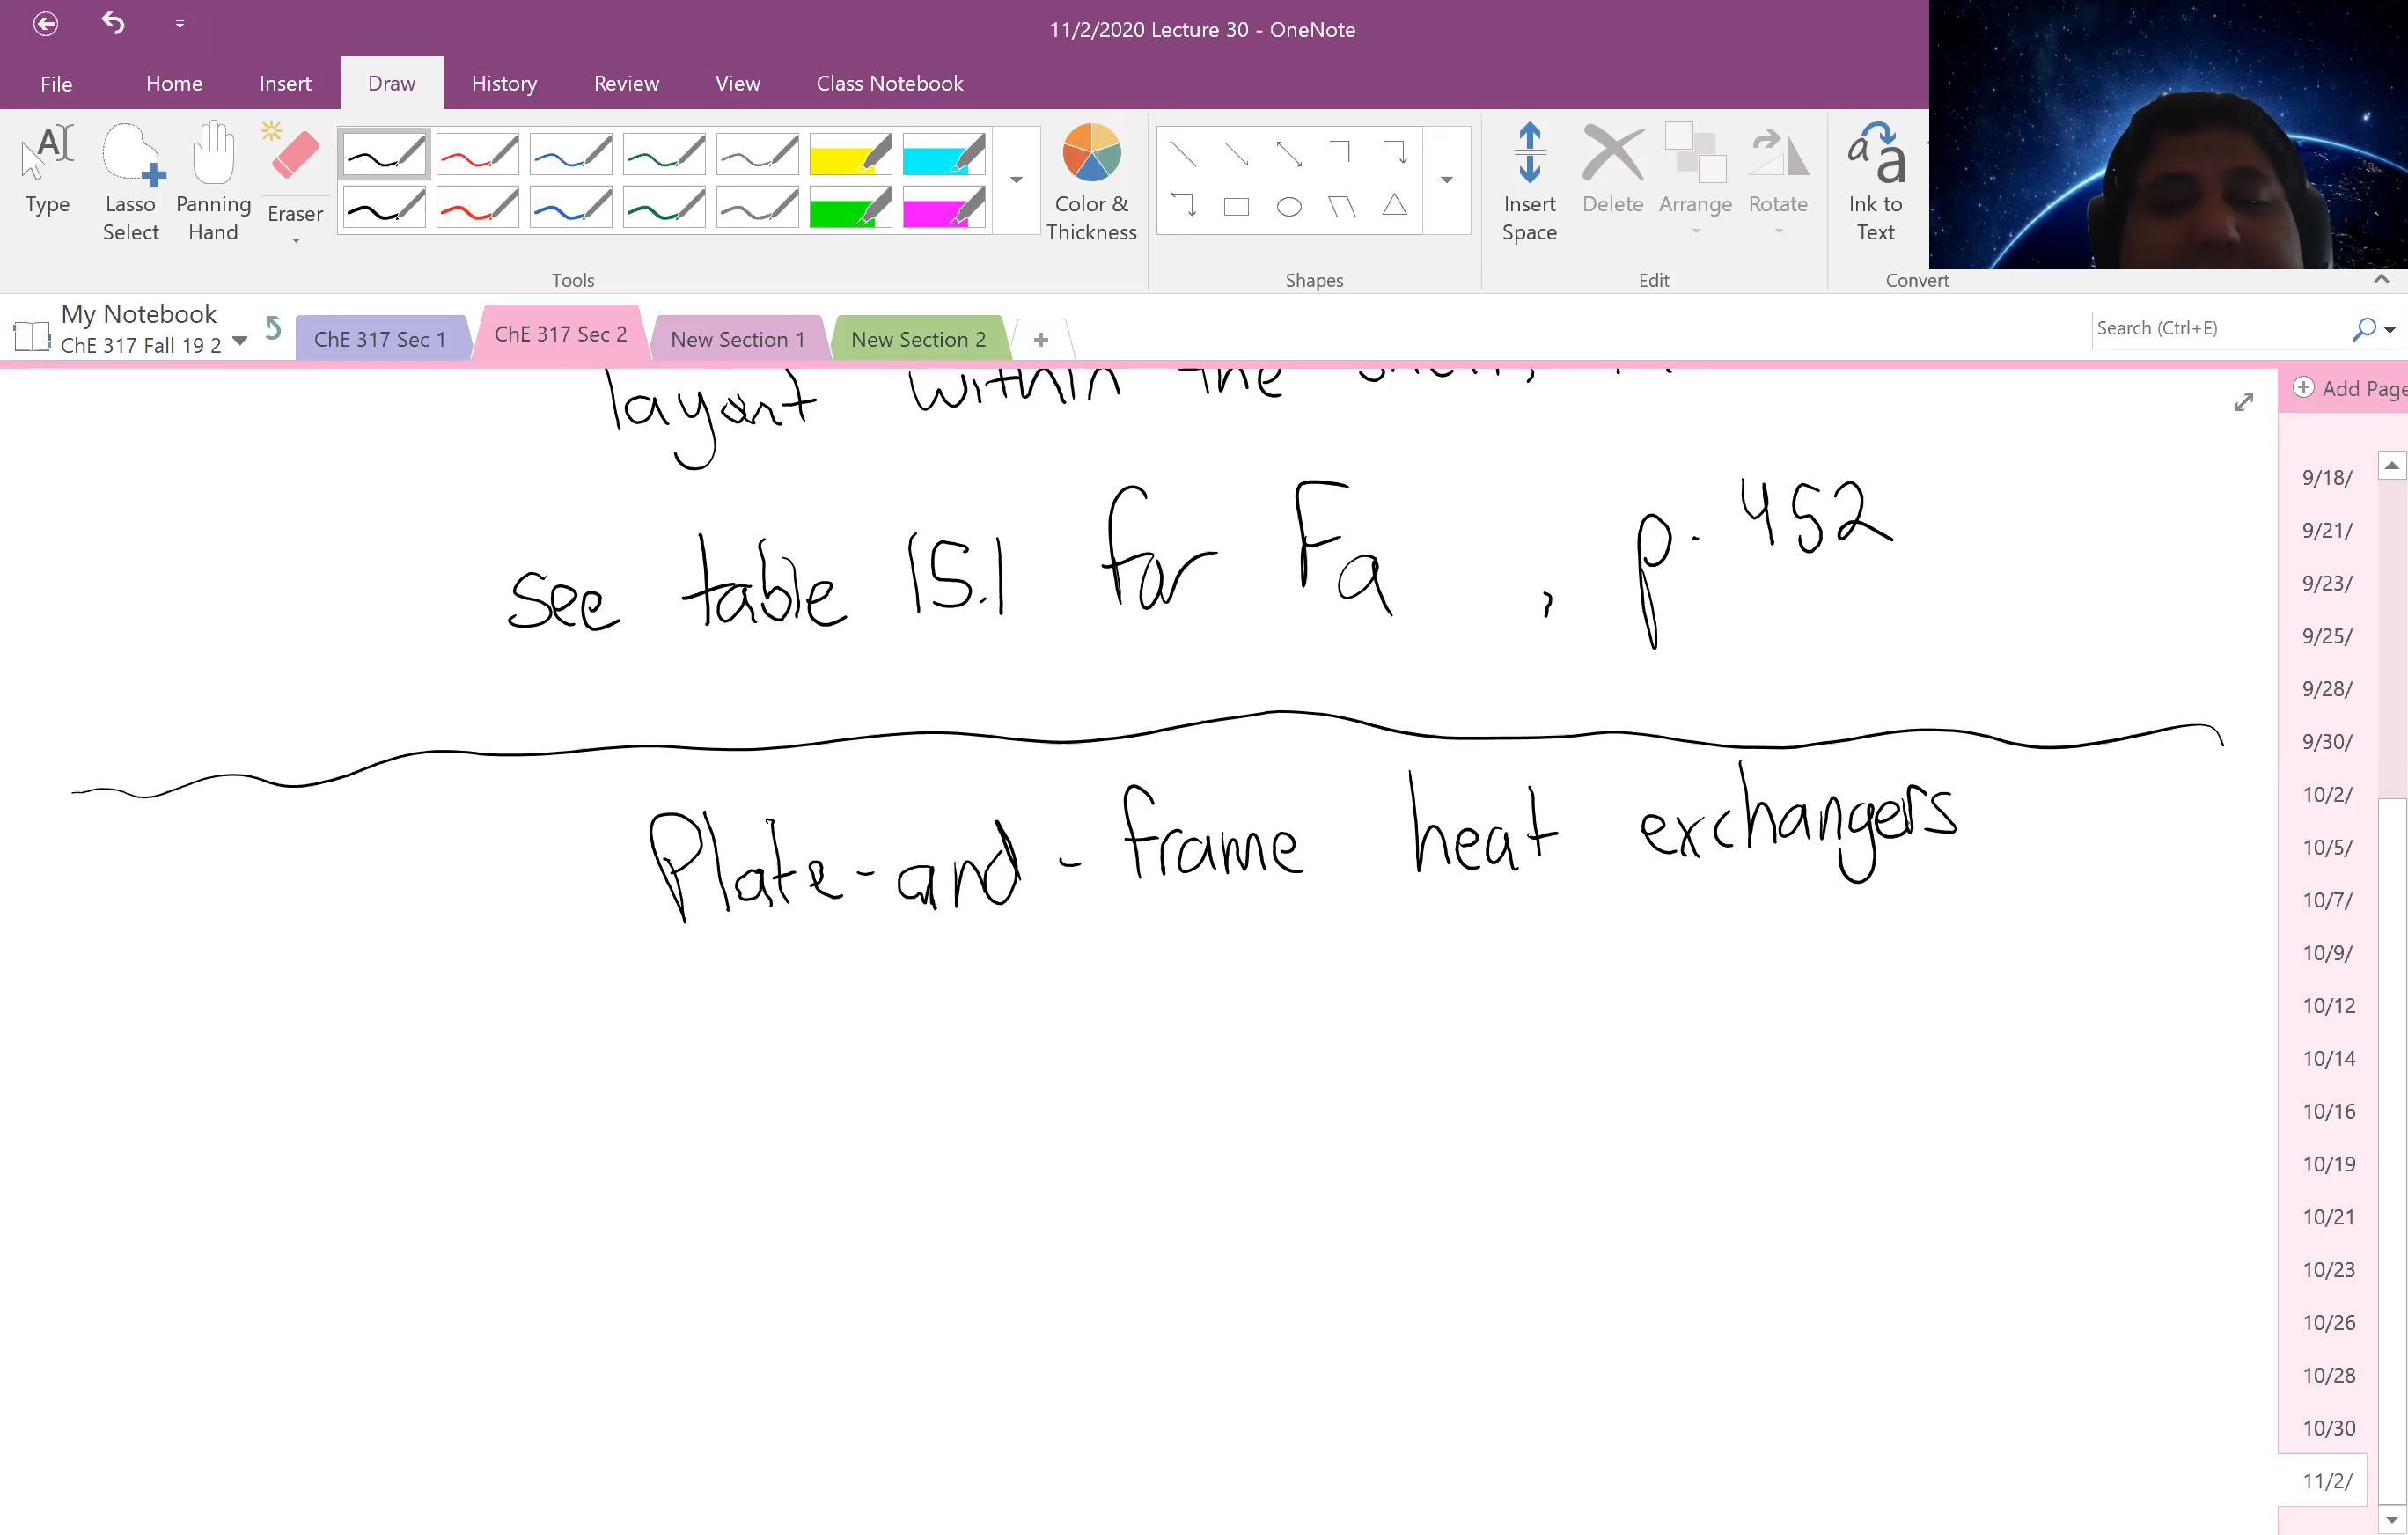 11/2/2020 Lecture 30 - OneNote
File Home Insert Draw History Review View Class Notebook
Type
Lasso Select
Panning Hand
Eraser
Color & Thickness
Insert Space
Delete
Arrange
Rotate
Ink to Text
Tools Shapes Edit Convert
My Notebook
ChE 317 Fall 19 2
ChE 317 Sec 1 ChE 317 Sec 2 New Section 1 New Section 2 +
Search (Ctrl+E)
Add Page
layout within the
see table 15.1 for Fa , p. 452
Plate-and-frame heat exchangers
9/18/
9/21/
9/23/
9/25/
9/28/
9/30/
10/2/
10/5/
10/7/
10/9/
10/12
10/14
10/16
10/19
10/21
10/23
10/26
10/28
10/30
11/2/